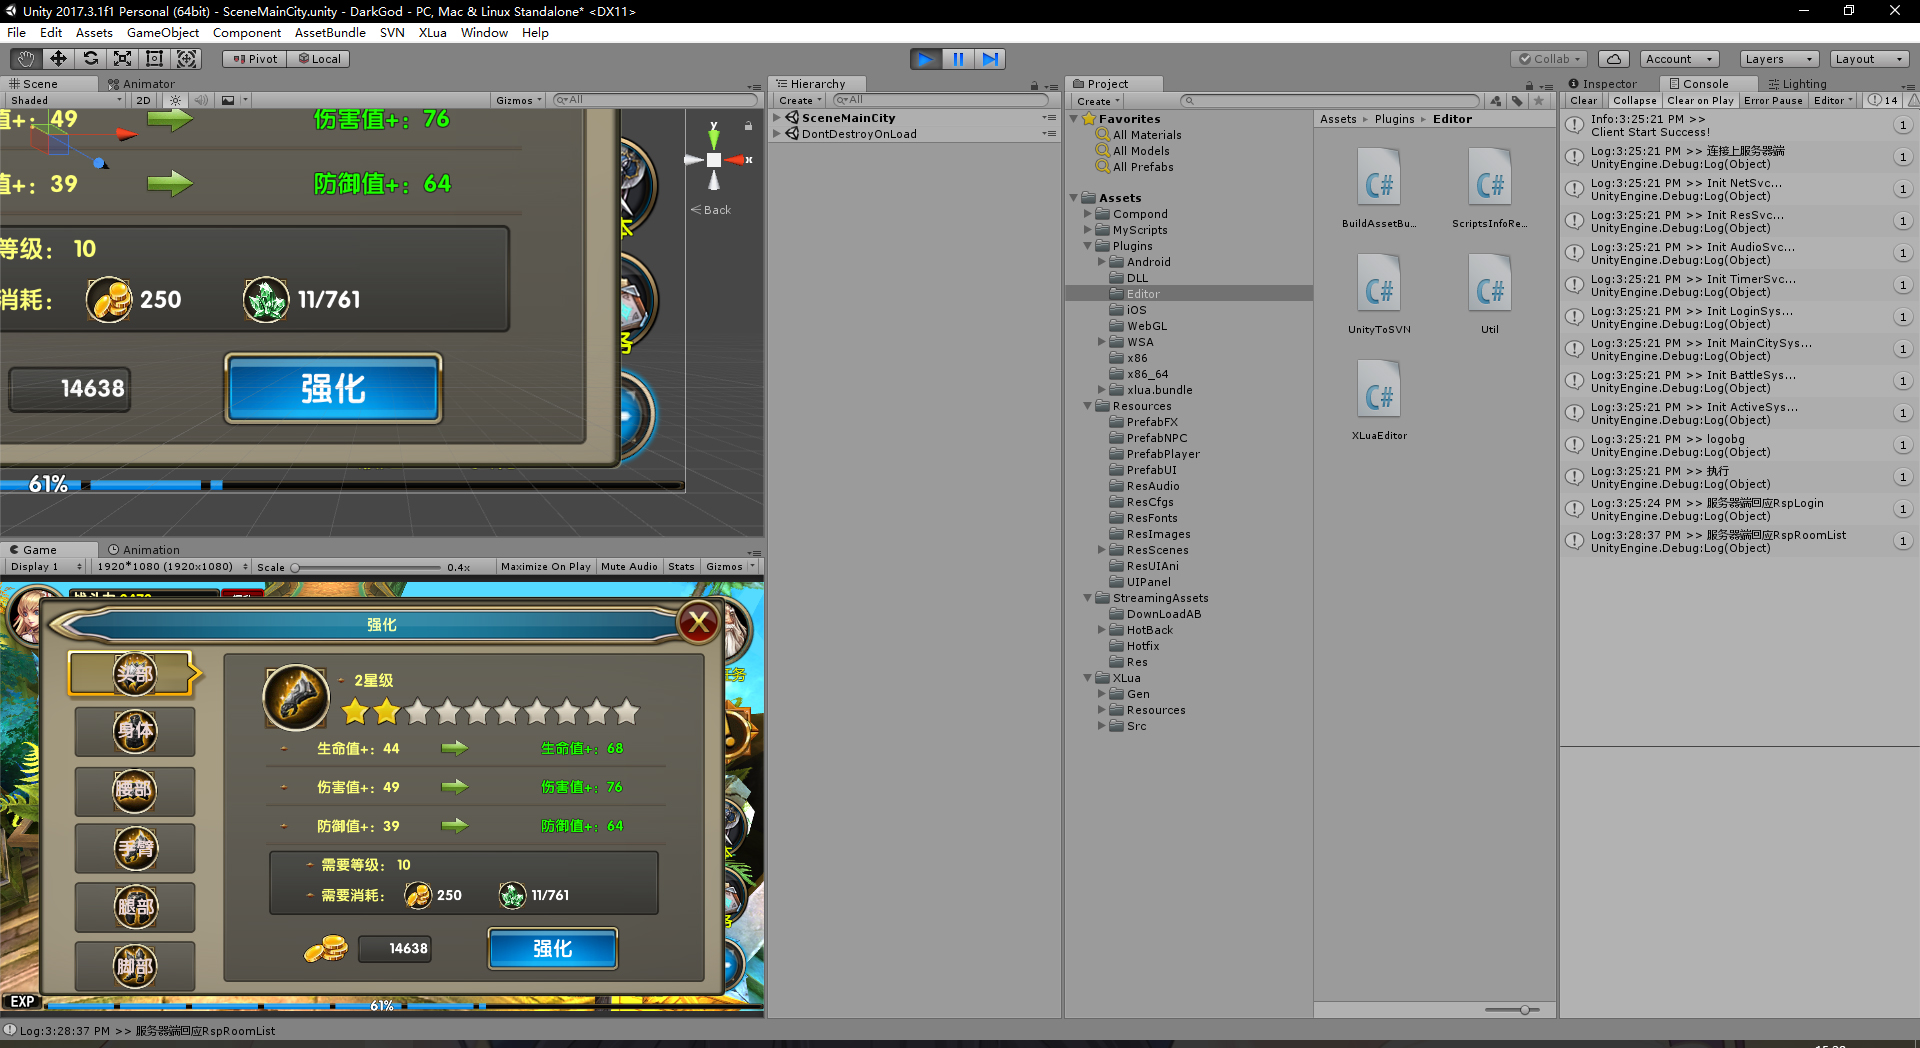 Unity 2017.3.1f1 Personal (64bit) - SceneMainCity.unity - DarkGod - PC, Mac & Linux Standalone* <DX11>
File Edit Assets GameObject Component AssetBundle SVN XLua Window Help
Pivot Local
Collab Account Layers Layout
Scene Animator
Shaded 2D Gizmos All
值+: 49 伤害值+: 76
值+: 39 防御值+: 64
等级: 10
消耗: 250 11/761
14638 强化
61%
y
x
Back
Game Animation
Display 1 1920*1080 (1920x1080) Scale 0.4x Maximize On Play Mute Audio Stats Gizmos
强化
X
头部
身体
腰部
手臂
腿部
脚部
2星级
生命值+: 44 生命值+: 68
伤害值+: 49 伤害值+: 76
防御值+: 39 防御值+: 64
需要等级: 10
需要消耗: 250 11/761
14638 强化
EXP 61%
Log:3:28:37 PM >> 服务器端回应RspRoomList
Hierarchy
Create All
SceneMainCity
DontDestroyOnLoad
Project
Create
Favorites
All Materials
All Models
All Prefabs
Assets
Compond
MyScripts
Plugins
Android
DLL
Editor
iOS
WebGL
WSA
x86
x86_64
xlua.bundle
Resources
PrefabFX
PrefabNPC
PrefabPlayer
PrefabUI
ResAudio
ResCfgs
ResFonts
ResImages
ResScenes
ResUIAni
UIPanel
StreamingAssets
DownLoadAB
HotBack
Hotfix
Res
XLua
Gen
Resources
Src
Assets Plugins Editor
C# C#
BuildAssetBu... ScriptsInfoRe...
C# C#
UnityToSVN Util
C#
XLuaEditor
Inspector Console Lighting
Clear Collapse Clear on Play Error Pause Editor 14
Info:3:25:21 PM >>
Client Start Success! 1
Log:3:25:21 PM >> 连接上服务器端
UnityEngine.Debug:Log(Object) 1
Log:3:25:21 PM >> Init NetSvc...
UnityEngine.Debug:Log(Object) 1
Log:3:25:21 PM >> Init ResSvc...
UnityEngine.Debug:Log(Object) 1
Log:3:25:21 PM >> Init AudioSvc...
UnityEngine.Debug:Log(Object) 1
Log:3:25:21 PM >> Init TimerSvc...
UnityEngine.Debug:Log(Object) 1
Log:3:25:21 PM >> Init LoginSys...
UnityEngine.Debug:Log(Object) 1
Log:3:25:21 PM >> Init MainCitySys...
UnityEngine.Debug:Log(Object) 1
Log:3:25:21 PM >> Init BattleSys...
UnityEngine.Debug:Log(Object) 1
Log:3:25:21 PM >> Init ActiveSys...
UnityEngine.Debug:Log(Object) 1
Log:3:25:21 PM >> logobg
UnityEngine.Debug:Log(Object) 1
Log:3:25:21 PM >> 执行
UnityEngine.Debug:Log(Object) 1
Log:3:25:24 PM >> 服务器端回应RspLogin
UnityEngine.Debug:Log(Object) 1
Log:3:28:37 PM >> 服务器端回应RspRoomList
UnityEngine.Debug:Log(Object) 1